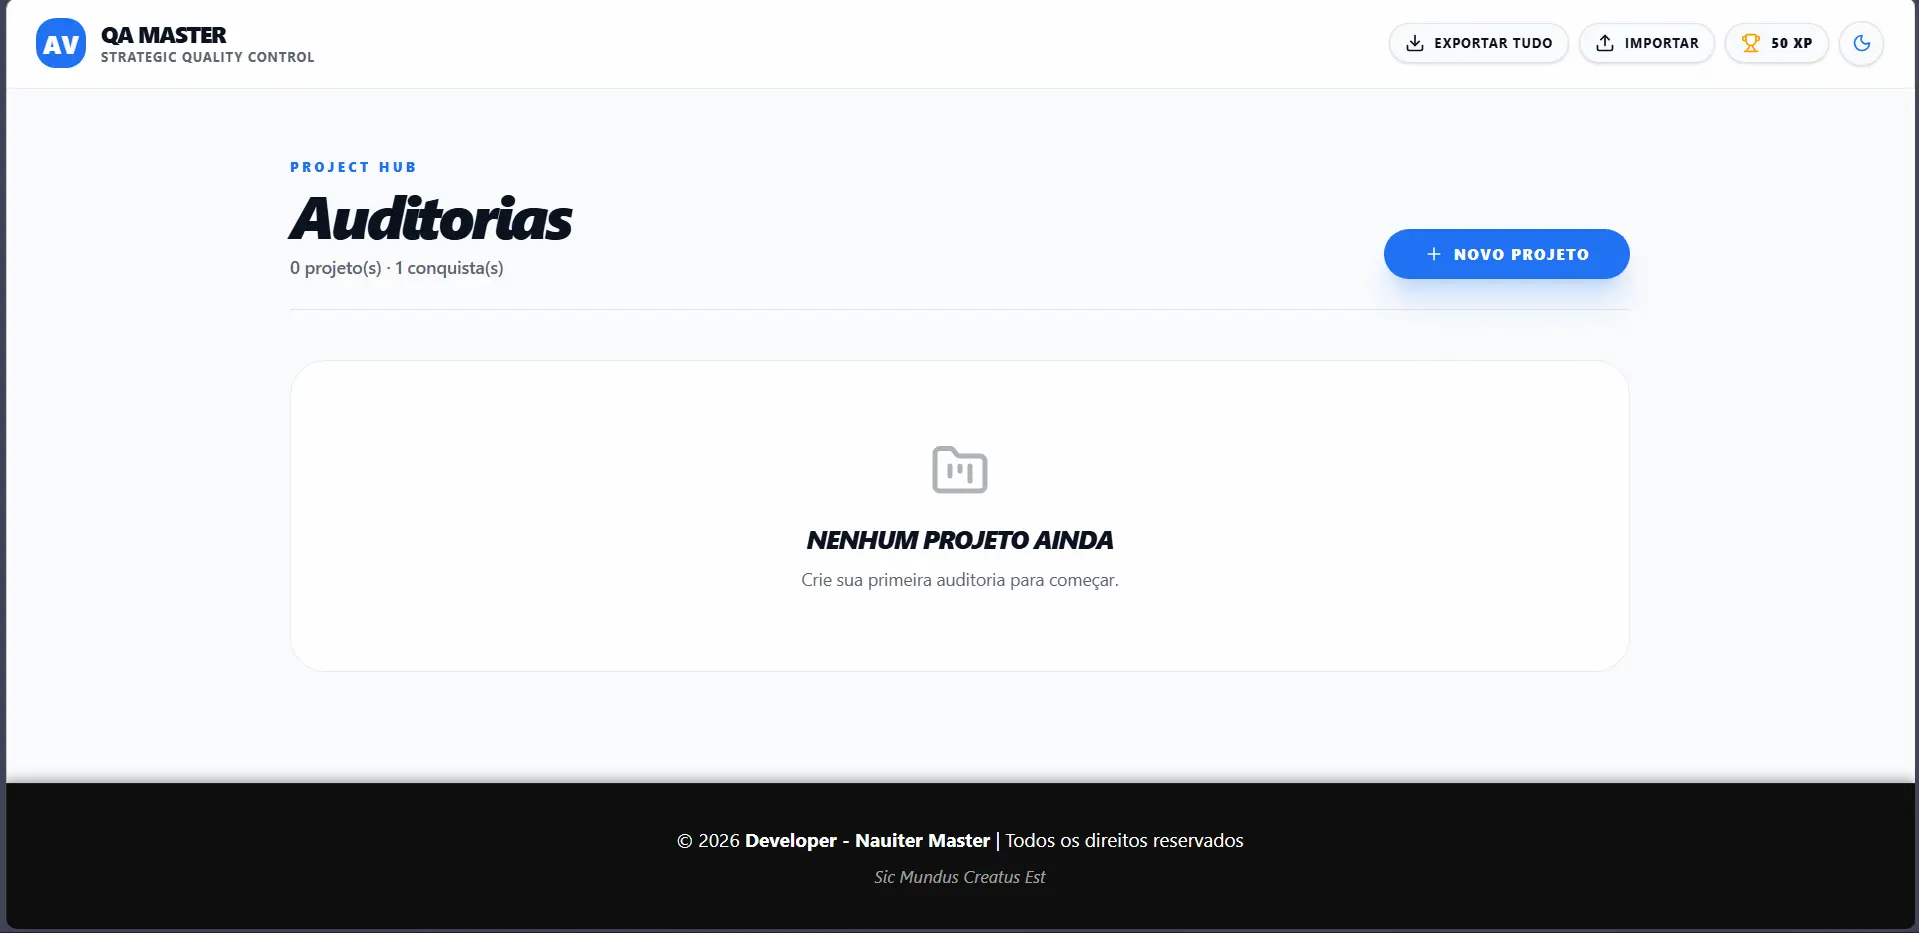 AV
QA MASTER
STRATEGIC QUALITY CONTROL
EXPORTAR TUDO
IMPORTAR
50 XP
PROJECT HUB
Auditorias
0 projeto(s) · 1 conquista(s)
+ NOVO PROJETO
NENHUM PROJETO AINDA
Crie sua primeira auditoria para começar.
© 2026 Developer - Nauiter Master | Todos os direitos reservados
Sic Mundus Creatus Est